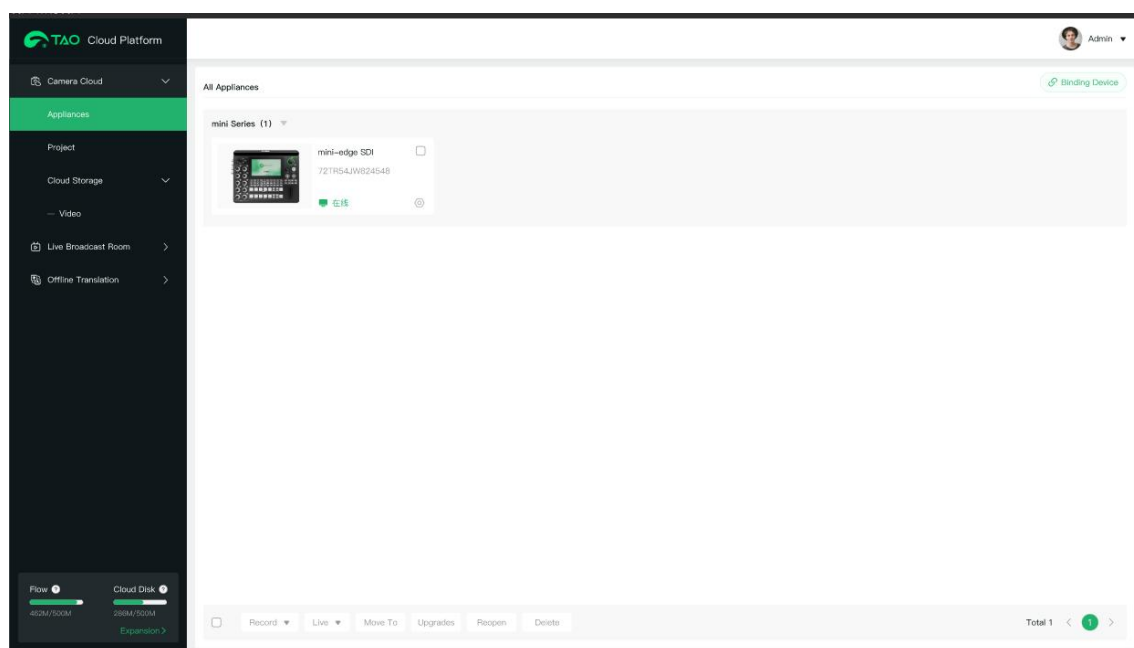 TAO Cloud Platform
Admin
Camera Cloud
Appliances
Project
Cloud Storage
— Video
Live Broadcast Room
Offline Translation
All Appliances
Binding Device
mini Series (1)
mini-edge SDI
72TR54JW824548
在线
Flow
Cloud Disk
462M/500M
286M/500M
Expansion >
Record
Live
Move To
Upgrades
Reopen
Delete
Total 1
1